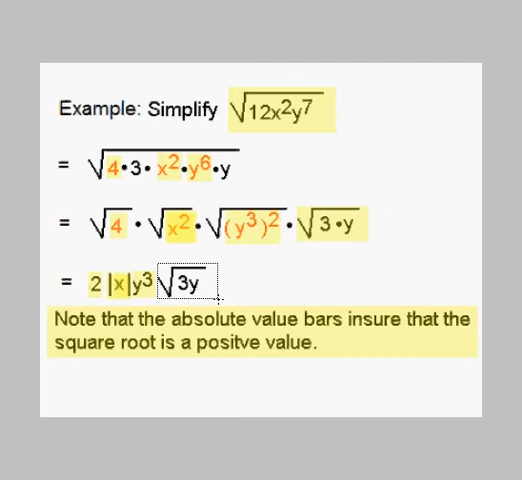 Example: Simplify √12x²y⁷
= √4•3•x²•y⁶•y
= √4 • √x² • √(y³)² • √3•y
= 2|x|y³√3y
Note that the absolute value bars insure that the
square root is a positve value.